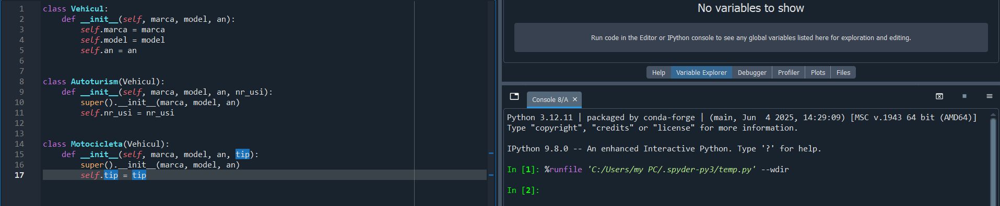 1 class Vehicul:
2     def __init__(self, marca, model, an):
3         self.marca = marca
4         self.model = model
5         self.an = an
6
7
8 class Autoturism(Vehicul):
9     def __init__(self, marca, model, an, nr_usi):
10         super().__init__(marca, model, an)
11         self.nr_usi = nr_usi
12
13
14 class Motocicleta(Vehicul):
15     def __init__(self, marca, model, an, tip):
16         super().__init__(marca, model, an)
17         self.tip = tip
No variables to show
Run code in the Editor or IPython console to see any global variables listed here for exploration and editing.
Help Variable Explorer Debugger Profiler Plots Files
Console 8/A
Python 3.12.11 | packaged by conda-forge | (main, Jun  4 2025, 14:29:09) [MSC v.1943 64 bit (AMD64)]
Type "copyright", "credits" or "license" for more information.
IPython 9.8.0 -- An enhanced Interactive Python. Type '?' for help.
In [1]: %runfile 'C:/Users/my PC/.spyder-py3/temp.py' --wdir
In [2]: